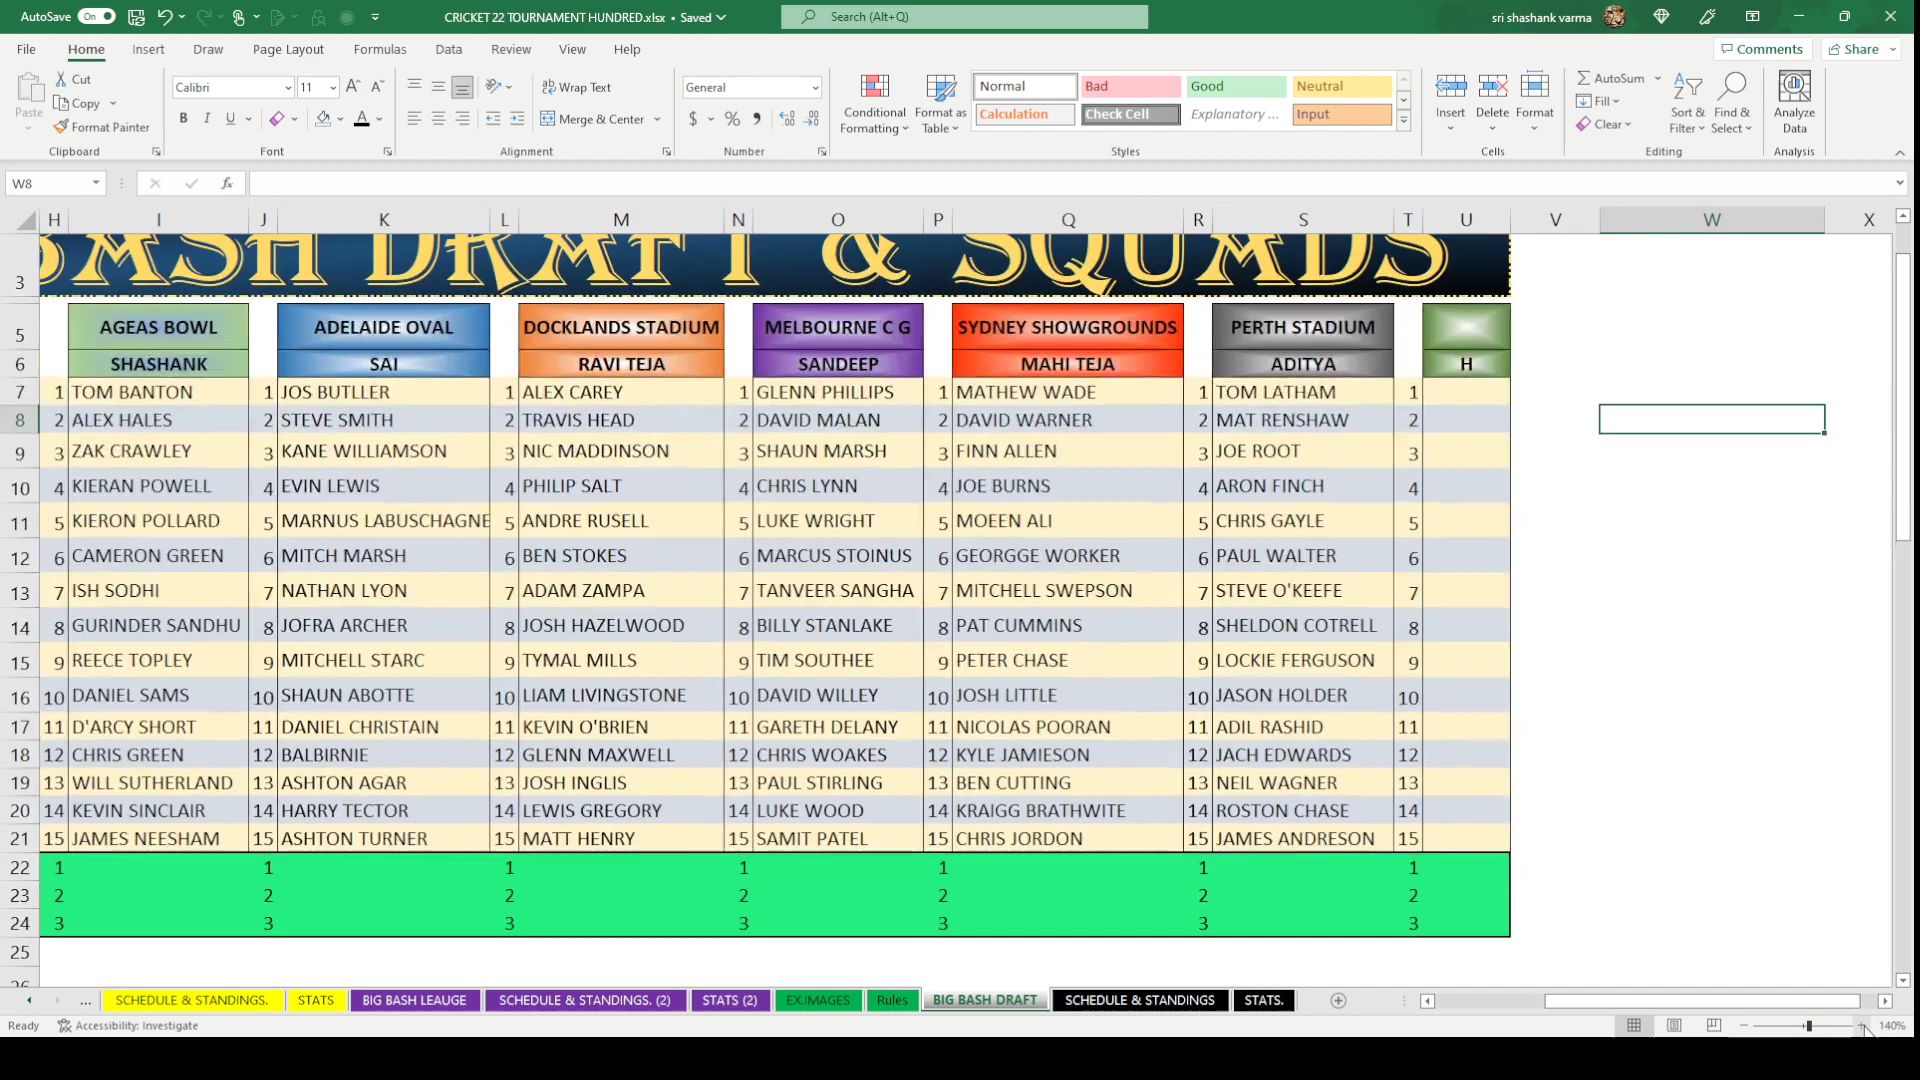 AutoSave On CRICKET 22 TOURNAMENT HUNDRED.xlsx • Saved Search (Alt+Q) sri shashank varma
File Home Insert Draw Page Layout Formulas Data Review View Help Comments Share
Paste Cut Copy Format Painter Clipboard
Calibri 11 B I U A Font
Wrap Text Merge & Center Alignment
General $ % Number
Conditional Formatting Format as Table
Normal Bad Good Neutral
Calculation Check Cell Explanatory ... Input
Styles
Insert Delete Format Cells
AutoSum Fill Clear Sort & Filter Find & Select Editing
Analyze Data Analysis
W8 fx
H I J K L M N O P Q R S T U V W X
3 BASH DRAFT & SQUADS
5 AGEAS BOWL ADELAIDE OVAL DOCKLANDS STADIUM MELBOURNE C G SYDNEY SHOWGROUNDS PERTH STADIUM
6 SHASHANK SAI RAVI TEJA SANDEEP MAHI TEJA ADITYA H
7 1 TOM BANTON 1 JOS BUTLLER 1 ALEX CAREY 1 GLENN PHILLIPS 1 MATHEW WADE 1 TOM LATHAM 1
8 2 ALEX HALES 2 STEVE SMITH 2 TRAVIS HEAD 2 DAVID MALAN 2 DAVID WARNER 2 MAT RENSHAW 2
9 3 ZAK CRAWLEY 3 KANE WILLIAMSON 3 NIC MADDINSON 3 SHAUN MARSH 3 FINN ALLEN 3 JOE ROOT 3
10 4 KIERAN POWELL 4 EVIN LEWIS 4 PHILIP SALT 4 CHRIS LYNN 4 JOE BURNS 4 ARON FINCH 4
11 5 KIERON POLLARD 5 MARNUS LABUSCHAGNE 5 ANDRE RUSELL 5 LUKE WRIGHT 5 MOEEN ALI 5 CHRIS GAYLE 5
12 6 CAMERON GREEN 6 MITCH MARSH 6 BEN STOKES 6 MARCUS STOINUS 6 GEORGGE WORKER 6 PAUL WALTER 6
13 7 ISH SODHI 7 NATHAN LYON 7 ADAM ZAMPA 7 TANVEER SANGHA 7 MITCHELL SWEPSON 7 STEVE O'KEEFE 7
14 8 GURINDER SANDHU 8 JOFRA ARCHER 8 JOSH HAZELWOOD 8 BILLY STANLAKE 8 PAT CUMMINS 8 SHELDON COTRELL 8
15 9 REECE TOPLEY 9 MITCHELL STARC 9 TYMAL MILLS 9 TIM SOUTHEE 9 PETER CHASE 9 LOCKIE FERGUSON 9
16 10 DANIEL SAMS 10 SHAUN ABOTTE 10 LIAM LIVINGSTONE 10 DAVID WILLEY 10 JOSH LITTLE 10 JASON HOLDER 10
17 11 D'ARCY SHORT 11 DANIEL CHRISTAIN 11 KEVIN O'BRIEN 11 GARETH DELANY 11 NICOLAS POORAN 11 ADIL RASHID 11
18 12 CHRIS GREEN 12 BALBIRNIE 12 GLENN MAXWELL 12 CHRIS WOAKES 12 KYLE JAMIESON 12 JACH EDWARDS 12
19 13 WILL SUTHERLAND 13 ASHTON AGAR 13 JOSH INGLIS 13 PAUL STIRLING 13 BEN CUTTING 13 NEIL WAGNER 13
20 14 KEVIN SINCLAIR 14 HARRY TECTOR 14 LEWIS GREGORY 14 LUKE WOOD 14 KRAIGG BRATHWITE 14 ROSTON CHASE 14
21 15 JAMES NEESHAM 15 ASHTON TURNER 15 MATT HENRY 15 SAMIT PATEL 15 CHRIS JORDON 15 JAMES ANDRESON 15
22 1 1 1 1 1 1 1
23 2 2 2 2 2 2 2
24 3 3 3 3 3 3 3
25
... SCHEDULE & STANDINGS. STATS BIG BASH LEAUGE SCHEDULE & STANDINGS. (2) STATS (2) EX.IMAGES Rules BIG BASH DRAFT SCHEDULE & STANDINGS STATS.
Ready Accessibility: Investigate 140%